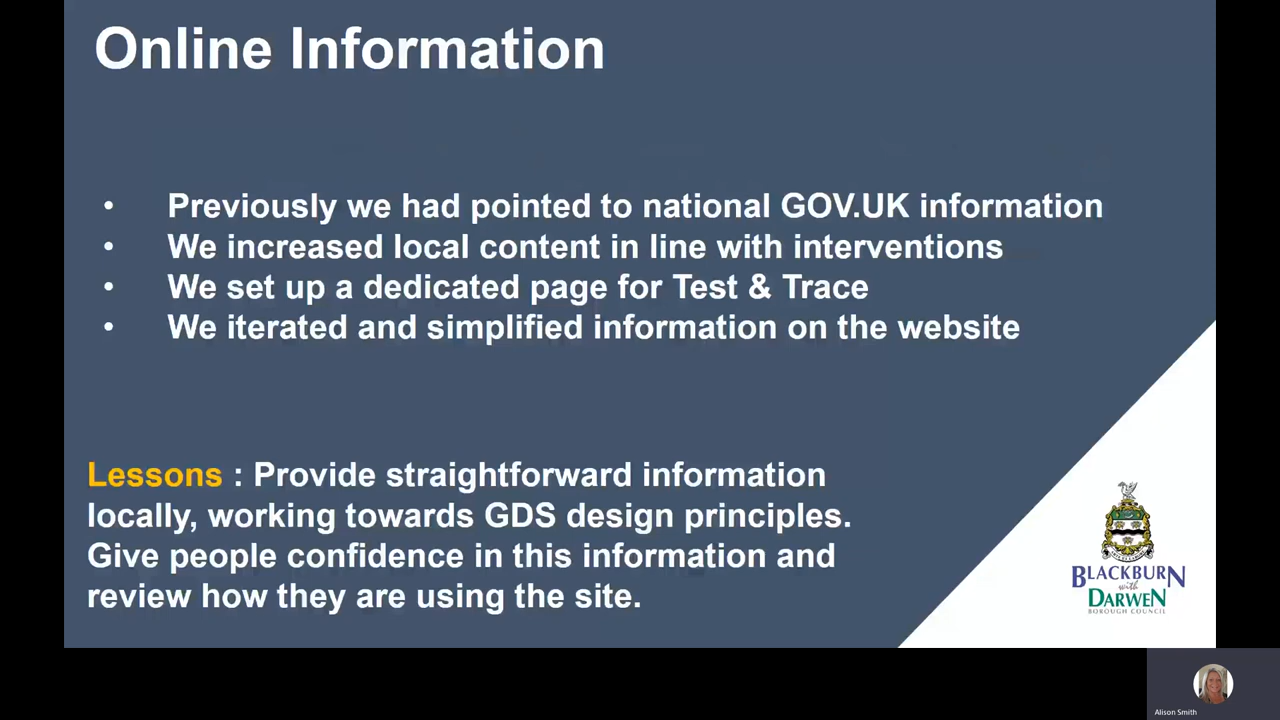 Online Information
• Previously we had pointed to national GOV.UK information
• We increased local content in line with interventions
• We set up a dedicated page for Test & Trace
• We iterated and simplified information on the website
Lessons : Provide straightforward information
locally, working towards GDS design principles.
Give people confidence in this information and
review how they are using the site.
BLACKBURN
with
DARWEN
BOROUGH COUNCIL
Alison Smith